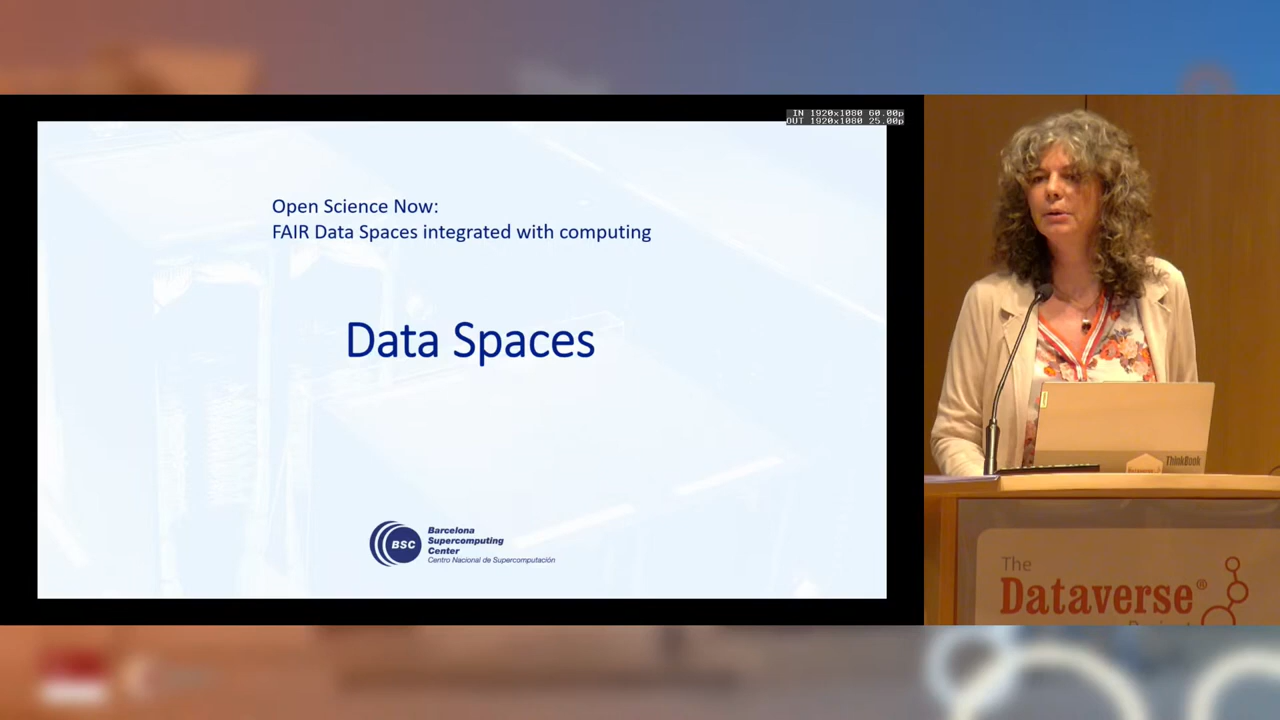 IN 1920x1080 60.00p
OUT 1920x1080 25.00p
Open Science Now:
FAIR Data Spaces integrated with computing
Data Spaces
BSC
Barcelona
Supercomputing
Center
Centro Nacional de Supercomputación
ThinkBook
The
Dataverse®
Project